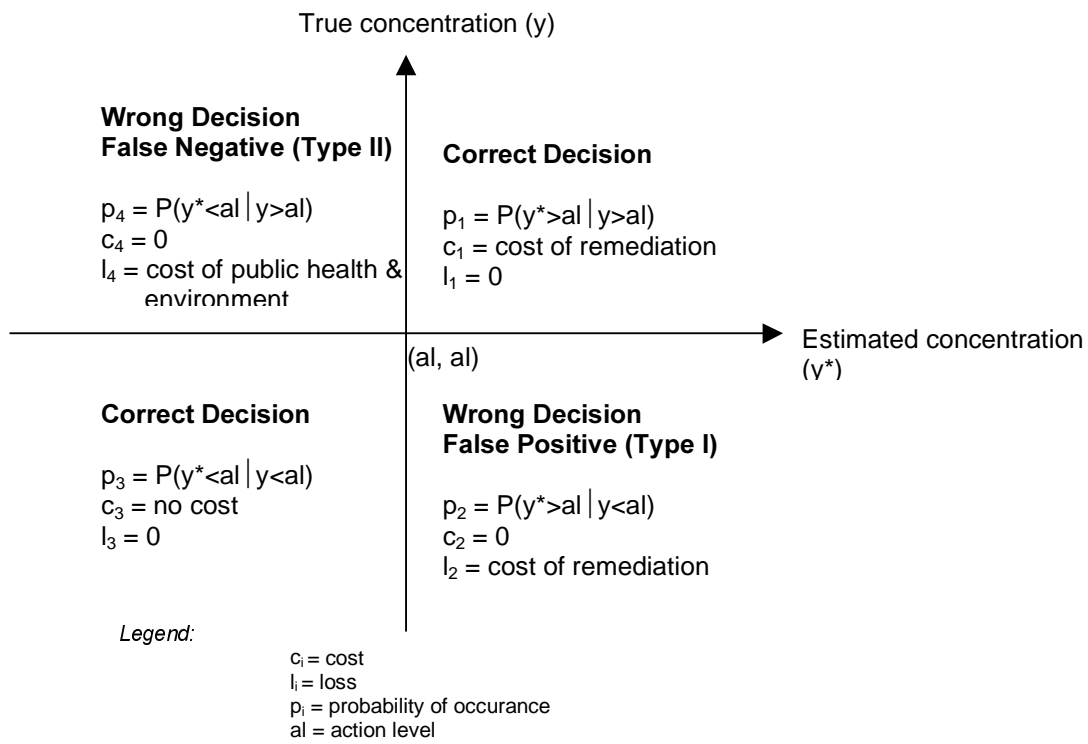 True concentration (y)
Wrong Decision
False Negative (Type II)
p₄ = P(y*<al│y>al)
c₄ = 0
l₄ = cost of public health &
environment
Correct Decision
p₁ = P(y*>al│y>al)
c₁ = cost of remediation
l₁ = 0
Estimated concentration
(y*)
(al, al)
Correct Decision
p₃ = P(y*<al│y<al)
c₃ = no cost
l₃ = 0
Wrong Decision
False Positive (Type I)
p₂ = P(y*>al│y<al)
c₂ = 0
l₂ = cost of remediation
Legend:
cᵢ = cost
lᵢ = loss
pᵢ = probability of occurance
al = action level